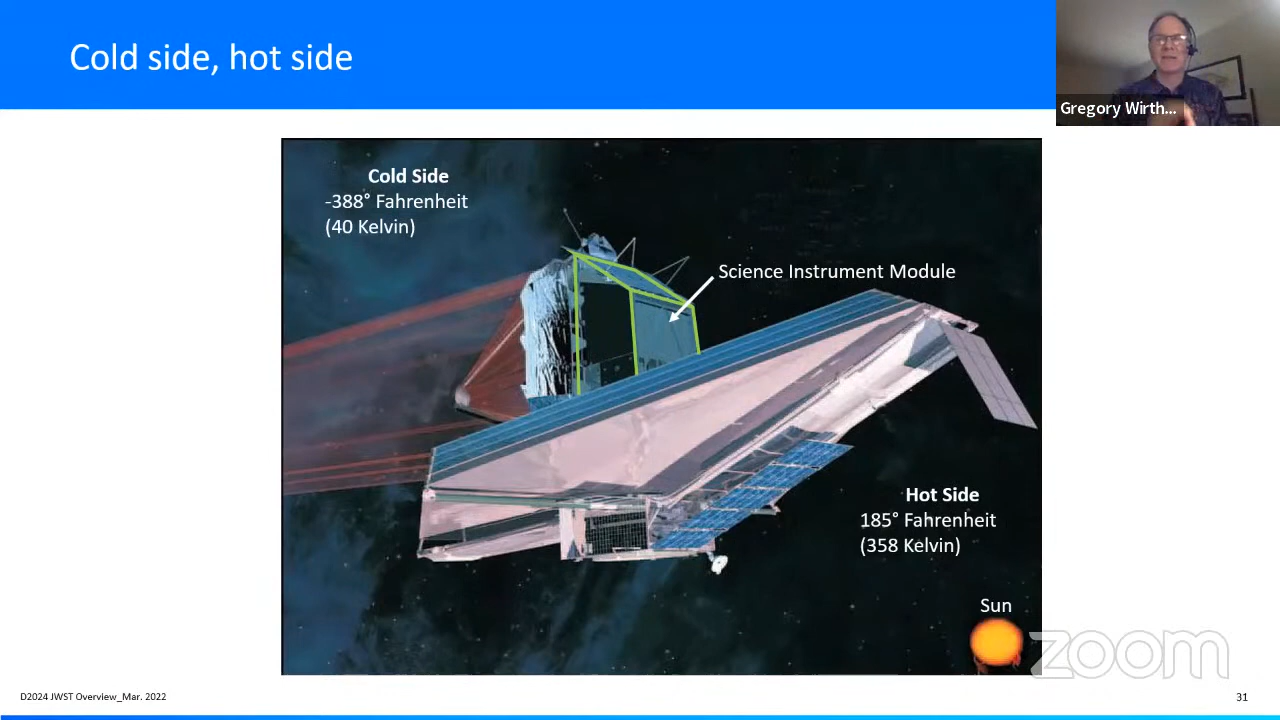 Cold side, hot side
Gregory Wirth...
Cold Side
-388° Fahrenheit
(40 Kelvin)
Science Instrument Module
Hot Side
185° Fahrenheit
(358 Kelvin)
Sun
zoom
D2024 JWST Overview_Mar. 2022
31